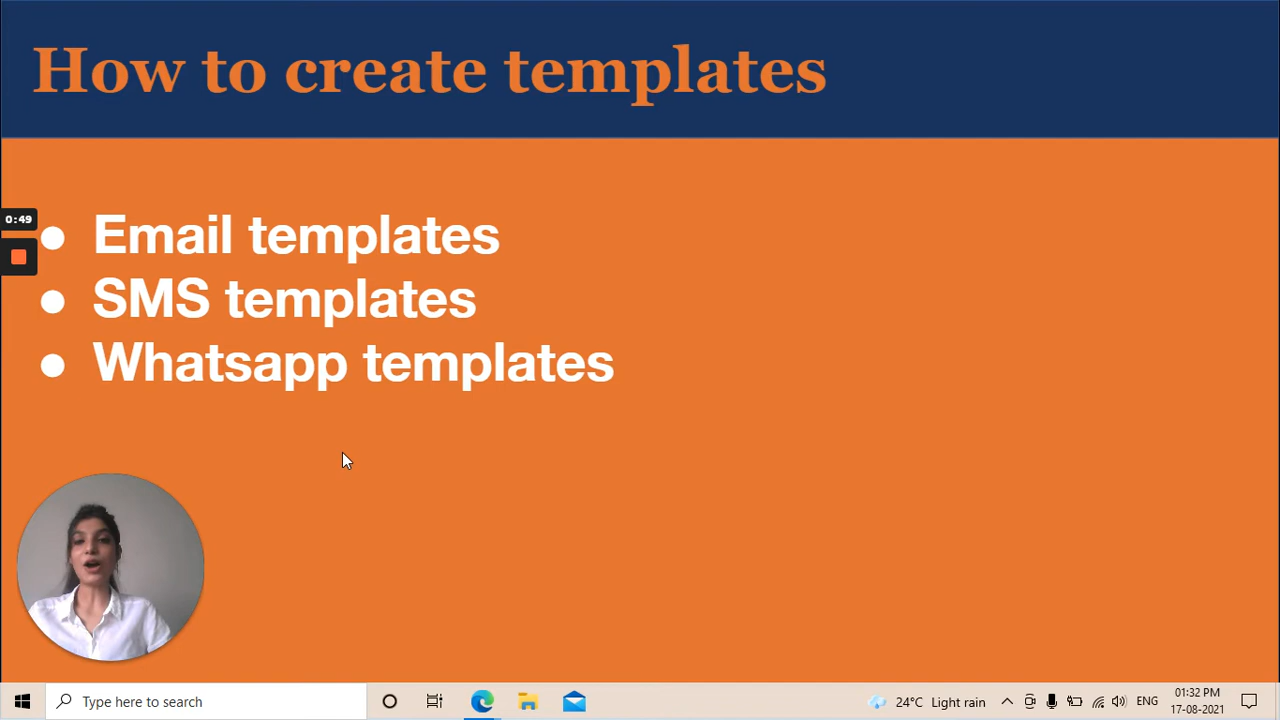 How to create templates
0:49
● Email templates
● SMS templates
● Whatsapp templates
Type here to search
24°C Light rain
ENG
01:32 PM
17-08-2021